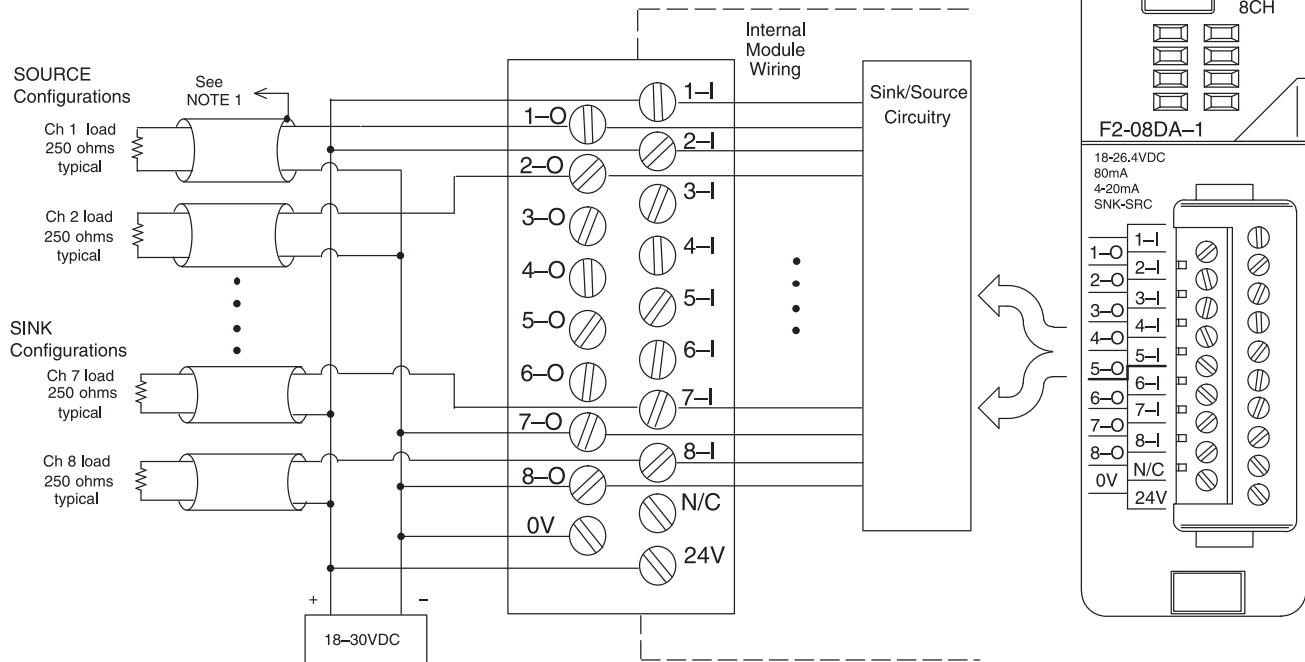 SOURCE
Configurations
See
NOTE 1
Ch 1 load
250 ohms
typical
Ch 2 load
250 ohms
typical
SINK
Configurations
Ch 7 load
250 ohms
typical
Ch 8 load
250 ohms
typical
+
–
18–30VDC
Internal
Module
Wiring
1–I
1–O
2–I
2–O
3–I
3–O
4–I
4–O
5–I
5–O
6–I
6–O
7–I
7–O
8–I
8–O
N/C
0V
24V
Sink/Source
Circuitry
8CH
F2-08DA–1
18-26.4VDC
80mA
4-20mA
SNK-SRC
1–I
1–O
2–I
2–O
3–I
3–O
4–I
4–O
5–I
5–O
6–I
6–O
7–I
7–O
8–I
8–O
N/C
0V
24V